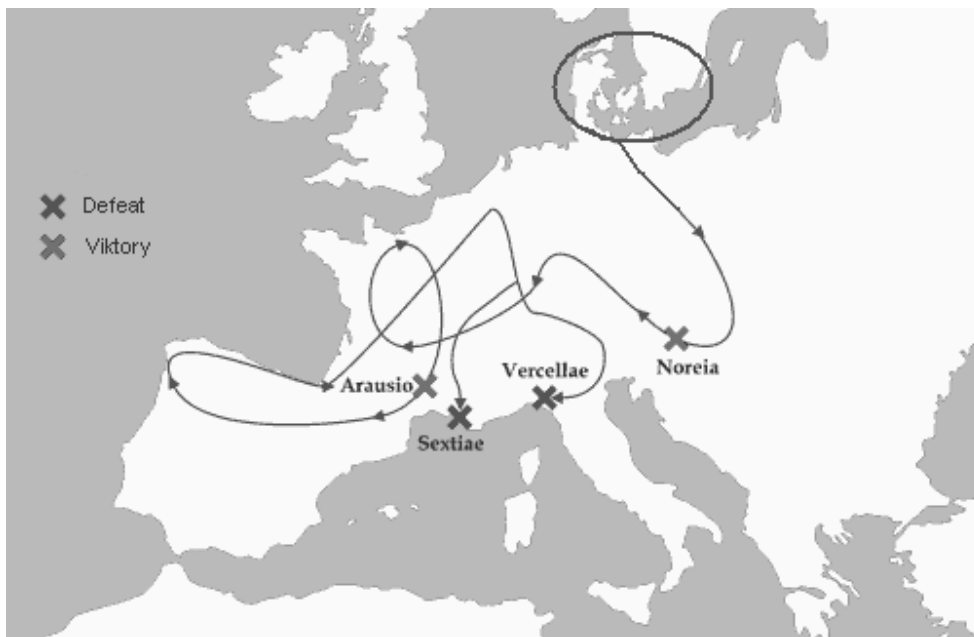 Defeat
Viktory
Noreia
Vercellae
Arausio
Sextiae